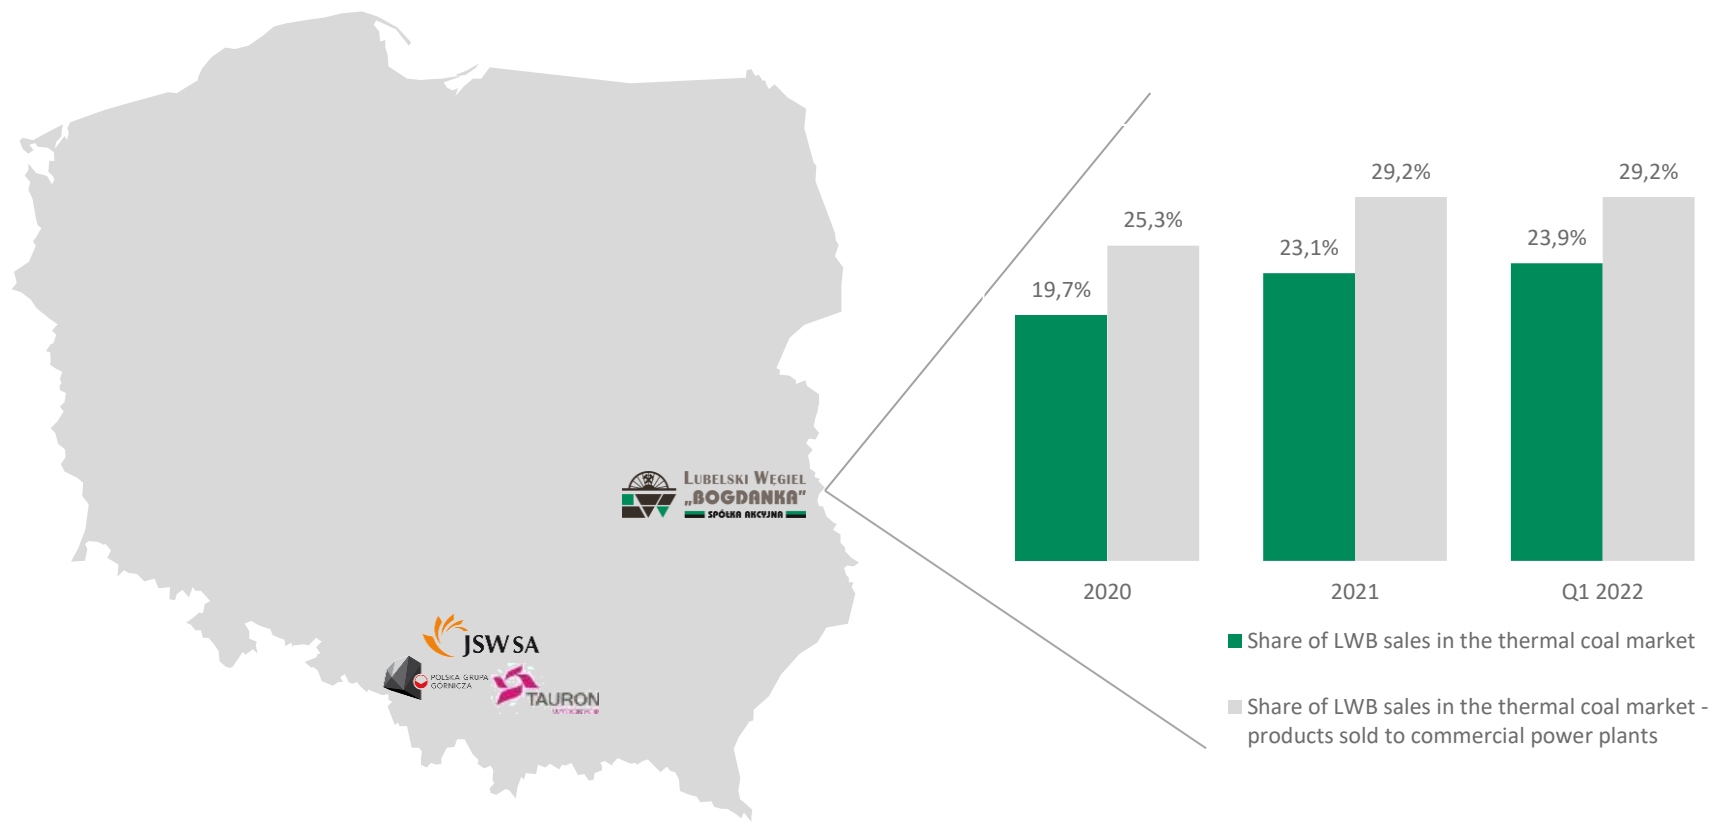 LUBELSKI WĘGIEL
„BOGDANKA”
SPÓŁKA AKCYJNA
JSW SA
POLSKA GRUPA
GÓRNICZA
TAURON
WYDOBYCIE
29,2%
29,2%
25,3%
23,1%
23,9%
19,7%
2020
2021
Q1 2022
Share of LWB sales in the thermal coal market
Share of LWB sales in the thermal coal market -
products sold to commercial power plants